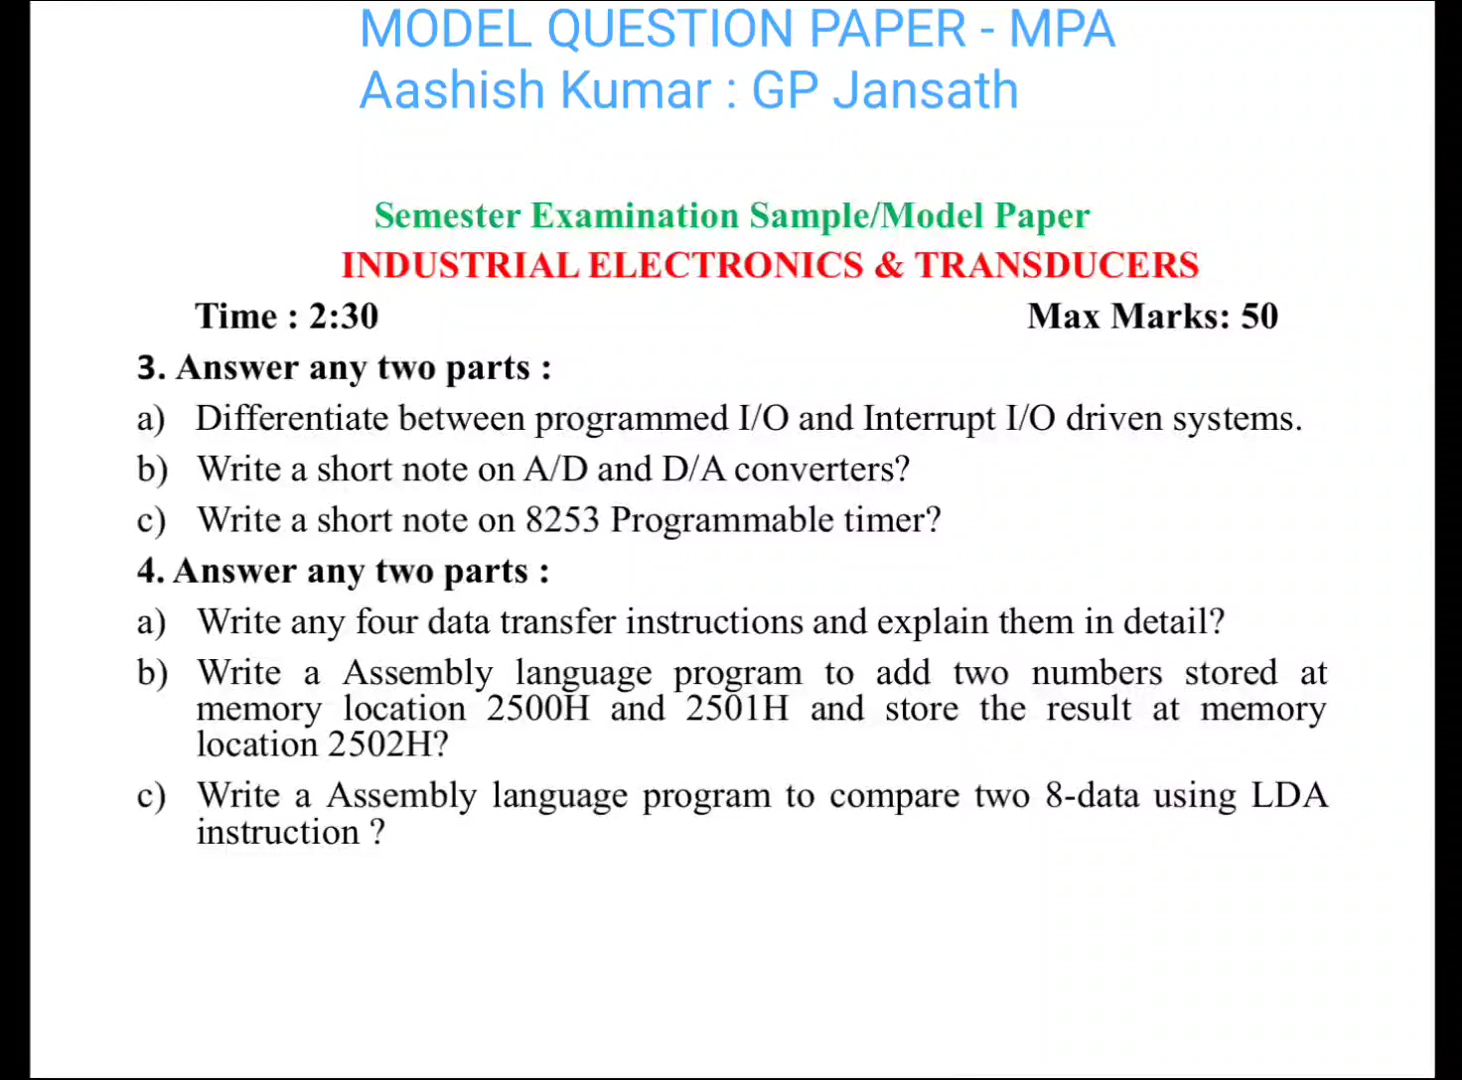 MODEL QUESTION PAPER - MPA
Aashish Kumar : GP Jansath
Semester Examination Sample/Model Paper
INDUSTRIAL ELECTRONICS & TRANSDUCERS
Time : 2:30 Max Marks: 50
3. Answer any two parts :
a) Differentiate between programmed I/O and Interrupt I/O driven systems.
b) Write a short note on A/D and D/A converters?
c) Write a short note on 8253 Programmable timer?
4. Answer any two parts :
a) Write any four data transfer instructions and explain them in detail?
b) Write a Assembly language program to add two numbers stored at
memory location 2500H and 2501H and store the result at memory
location 2502H?
c) Write a Assembly language program to compare two 8-data using LDA
instruction ?